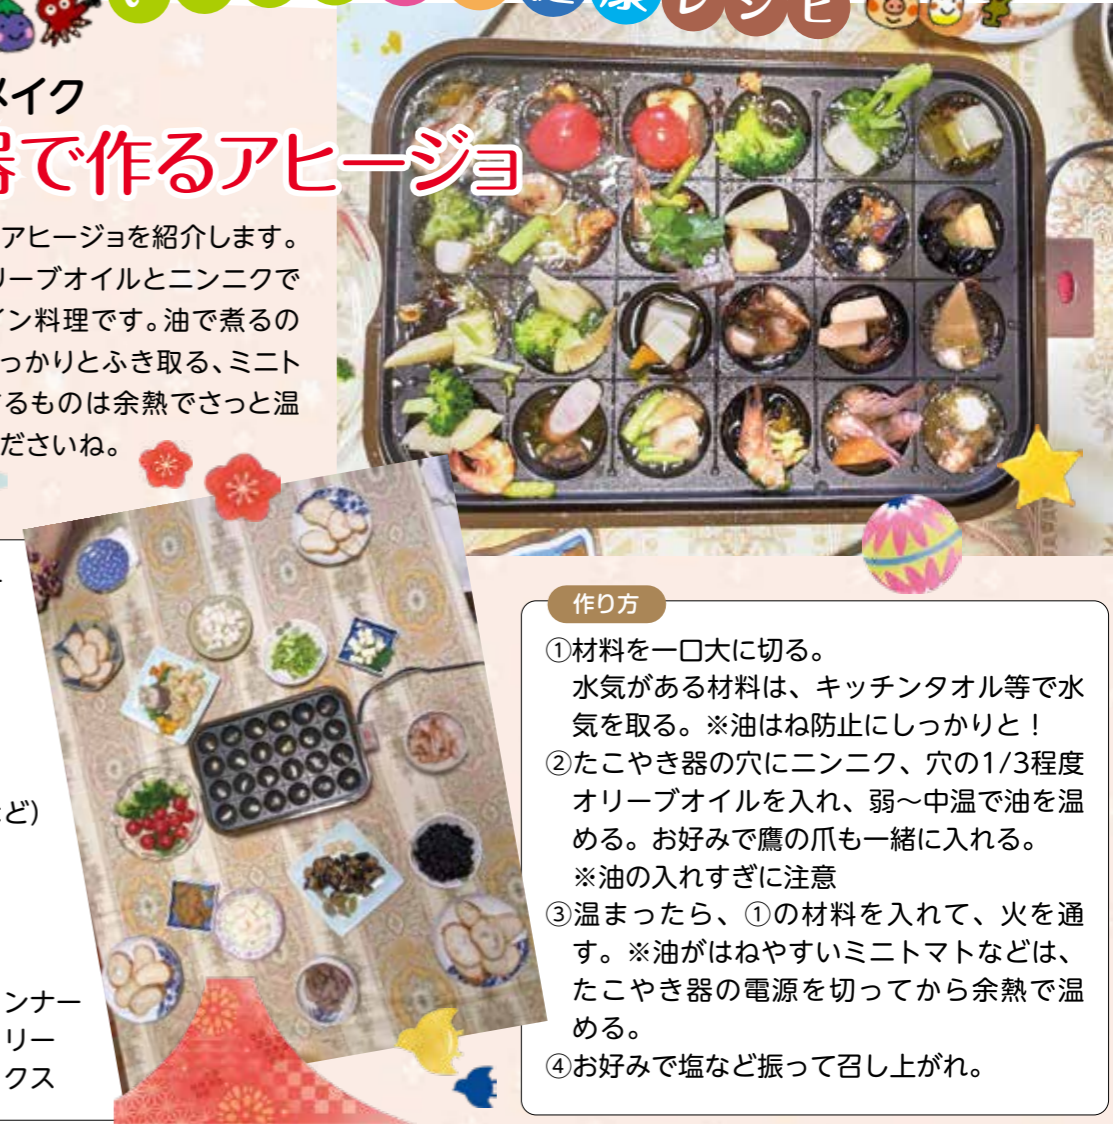 い 健康レシピ
メイク
器で作るアヒージョ
アヒージョを紹介します。
リーブオイルとニンニクで
イン料理です。油で煮るの
っかりとふき取る、ミニト
するものは余熱でさっと温
ださいね。
ど)
ンナー
リー
クス
作り方
①材料を一口大に切る。
水気がある材料は、キッチンタオル等で水
気を取る。※油はね防止にしっかりと！
②たこやき器の穴にニンニク、穴の1/3程度
オリーブオイルを入れ、弱～中温で油を温
める。お好みで鷹の爪も一緒に入れる。
※油の入れすぎに注意
③温まったら、①の材料を入れて、火を通
す。※油がはねやすいミニトマトなどは、
たこやき器の電源を切ってから余熱で温
める。
④お好みで塩など振って召し上がれ。